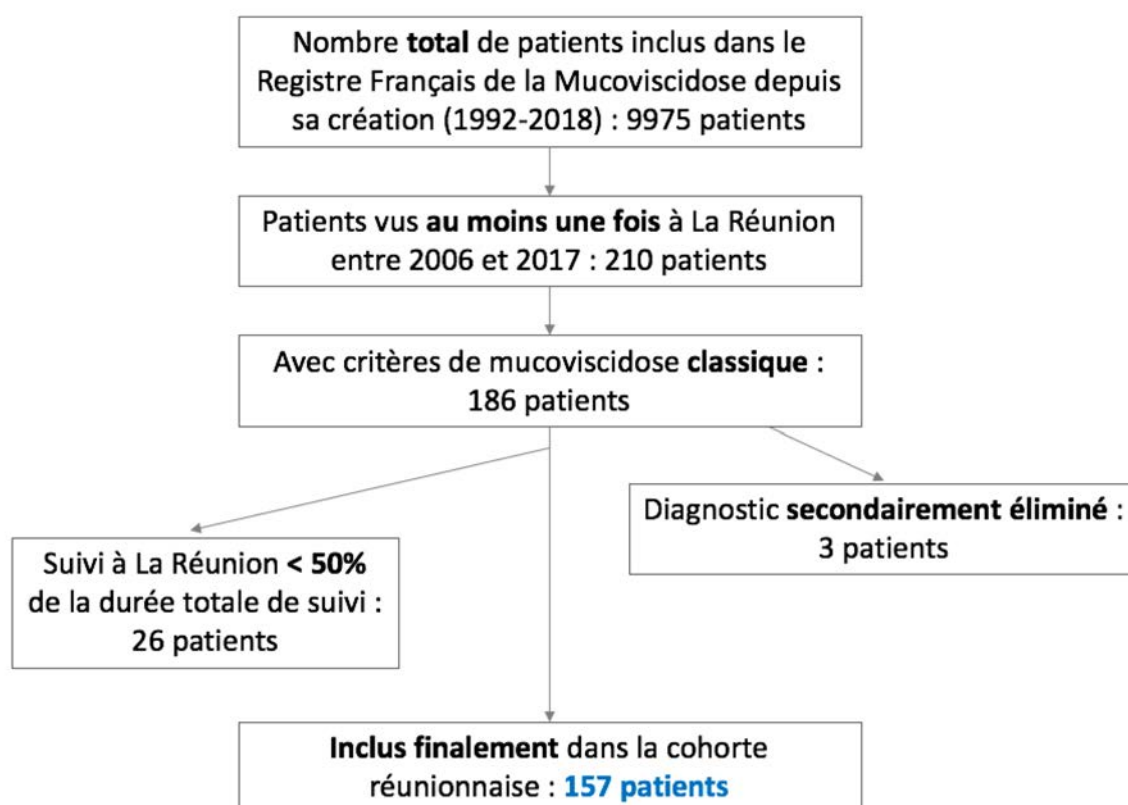 Nombre total de patients inclus dans le
Registre Français de la Mucoviscidose depuis
sa création (1992-2018) : 9975 patients
Patients vus au moins une fois à La Réunion
entre 2006 et 2017 : 210 patients
Avec critères de mucoviscidose classique :
186 patients
Diagnostic secondairement éliminé :
3 patients
Suivi à La Réunion < 50%
de la durée totale de suivi :
26 patients
Inclus finalement dans la cohorte
réunionnaise : 157 patients